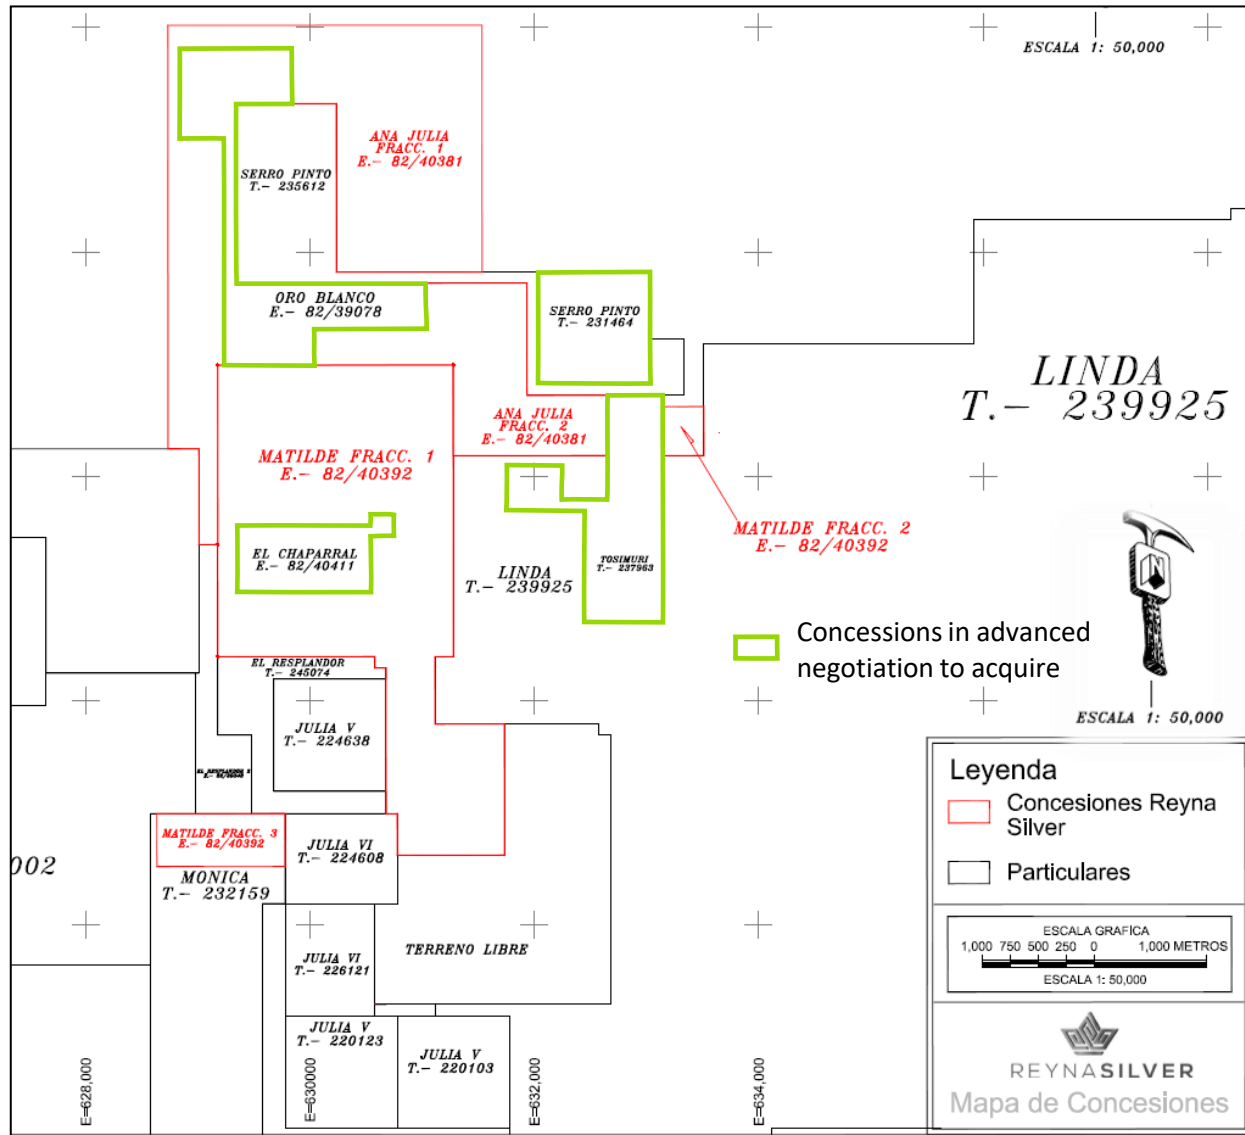 ESCALA 1: 50,000
ANA JULIA
FRACC. 1
E.- 82/40381
SERRO PINTO
T.- 235612
ORO BLANCO
E.- 82/39078
SERRO PINTO
T.- 231464
LINDA
T.- 239925
ANA JULIA
FRACC. 2
E.- 82/40381
MATILDE FRACC. 1
E.- 82/40392
MATILDE FRACC. 2
E.- 82/40392
EL CHAPARRAL
E.- 82/40411
LINDA
T.- 239925
TOSIMURI
T.- 237963
Concessions in advanced
negotiation to acquire
EL RESPLANDOR
T.- 245074
JULIA V
T.- 224638
ESCALA 1: 50,000
EL RESPLANDOR 2
MATILDE FRACC. 3
E.- 82/40392
JULIA VI
T.- 224608
002
MONICA
T.- 232159
TERRENO LIBRE
JULIA VI
T.- 226121
JULIA V
T.- 220123
JULIA V
T.- 220103
E=628,000
E=630000
E=632,000
E=634,000
Leyenda
Concesiones Reyna
Silver
Particulares
ESCALA GRAFICA
1,000 750 500 250 0 1,000 METROS
ESCALA 1: 50,000
REYNASILVER
Mapa de Concesiones